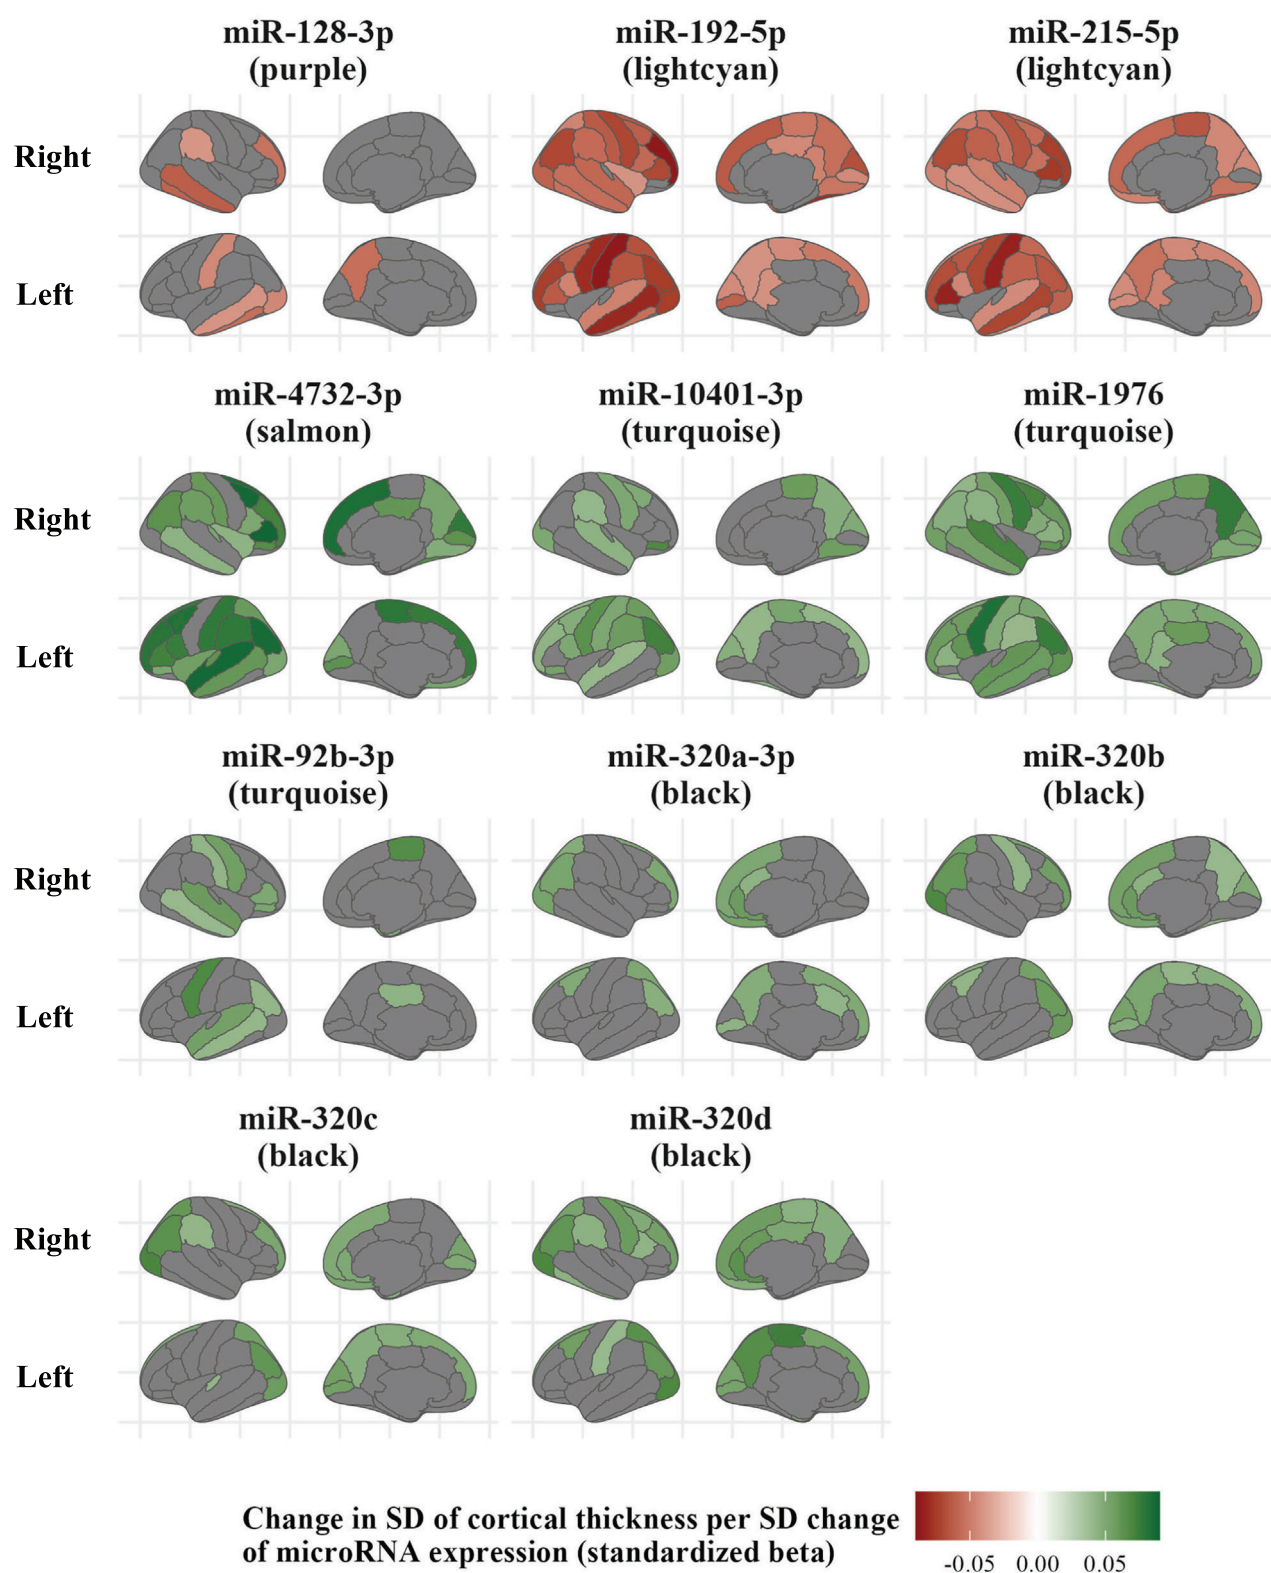 miR-128-3p
(purple)
miR-192-5p
(lightcyan)
miR-215-5p
(lightcyan)
Right
Left
miR-4732-3p
(salmon)
miR-10401-3p
(turquoise)
miR-1976
(turquoise)
Right
Left
miR-92b-3p
(turquoise)
miR-320a-3p
(black)
miR-320b
(black)
Right
Left
miR-320c
(black)
miR-320d
(black)
Right
Left
Change in SD of cortical thickness per SD change
of microRNA expression (standardized beta)
-0.05 0.00 0.05